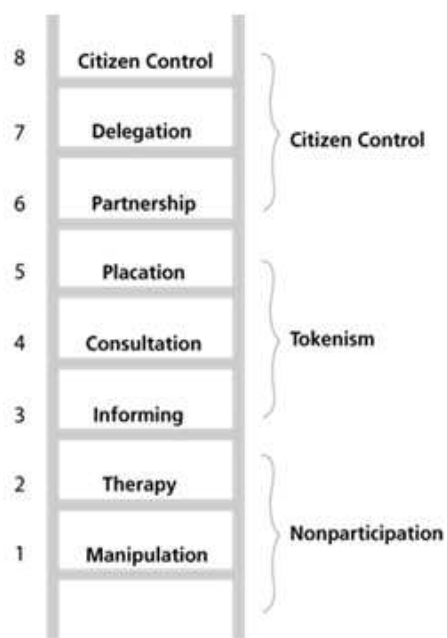 8 Citizen Control
7 Delegation
Citizen Control
6 Partnership
5 Placation
4 Consultation
Tokenism
3 Informing
2 Therapy
Nonparticipation
1 Manipulation